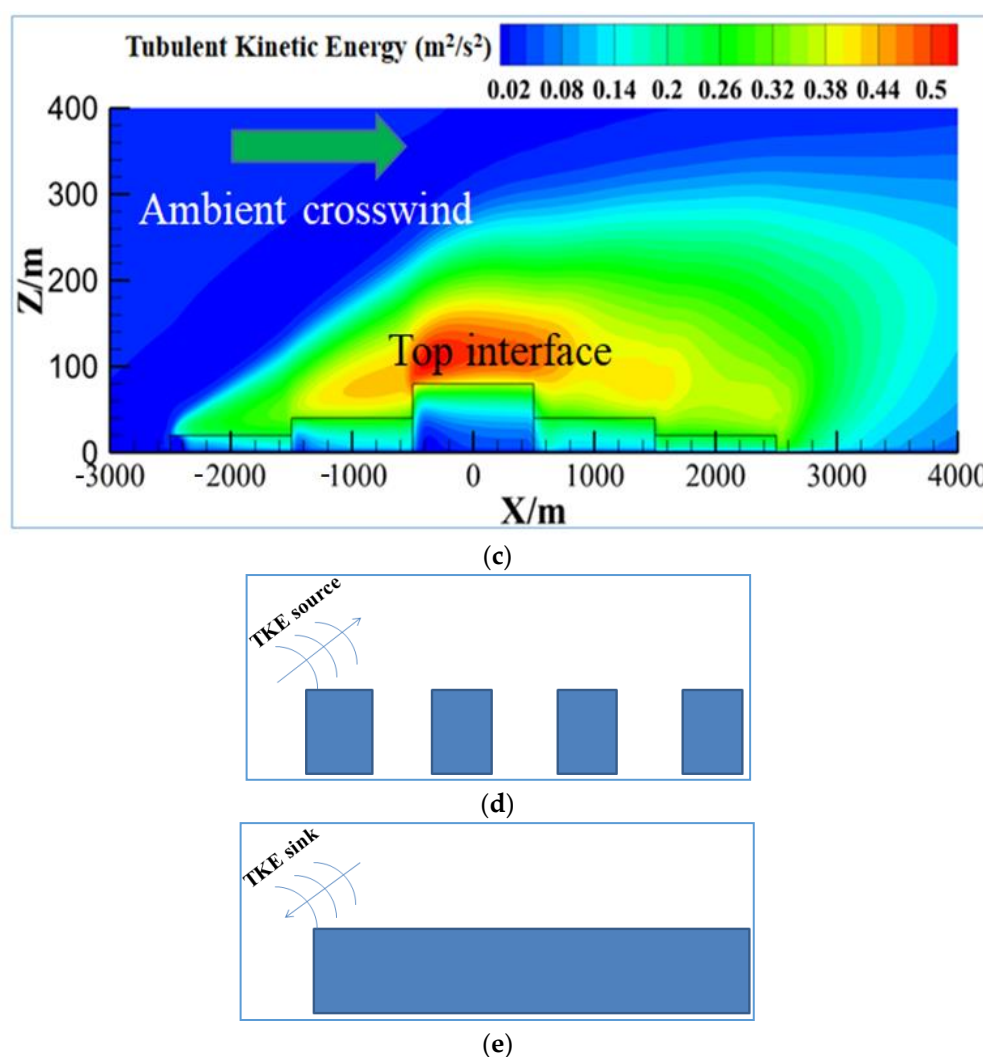 Tubulent Kinetic Energy (m²/s²)
0.02 0.08 0.14 0.2 0.26 0.32 0.38 0.44 0.5
400
300
200
100
0
Z/m
Ambient crosswind
Top interface
-3000 -2000 -1000 0 1000 2000 3000 4000
X/m
(c)
TKE source
(d)
TKE sink
(e)